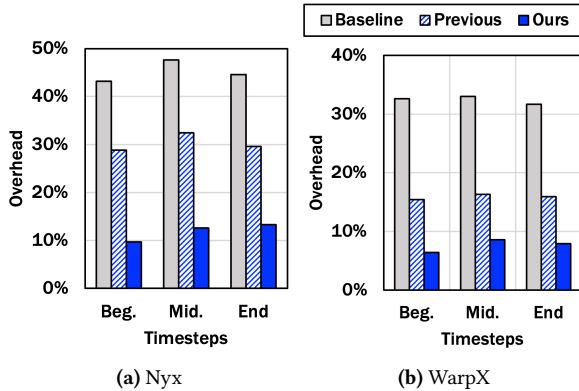 Baseline Previous Ours
50%
40%
30%
20%
10%
0%
Overhead
Beg. Mid. End
Timesteps
(a) Nyx
40%
30%
20%
10%
0%
Overhead
Beg. Mid. End
Timesteps
(b) WarpX